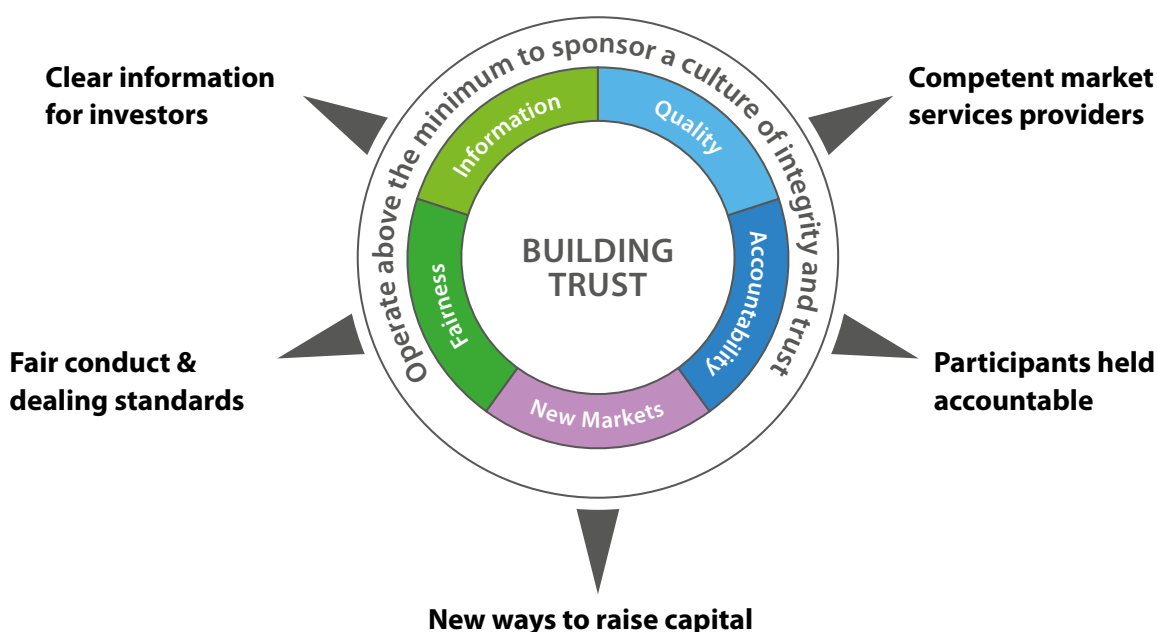 Operate above the minimum to sponsor a culture of integrity and trust
Clear information
for investors
Competent market
services providers
Information
Quality
BUILDING
TRUST
Fairness
Accountability
New Markets
Fair conduct &
dealing standards
Participants held
accountable
New ways to raise capital